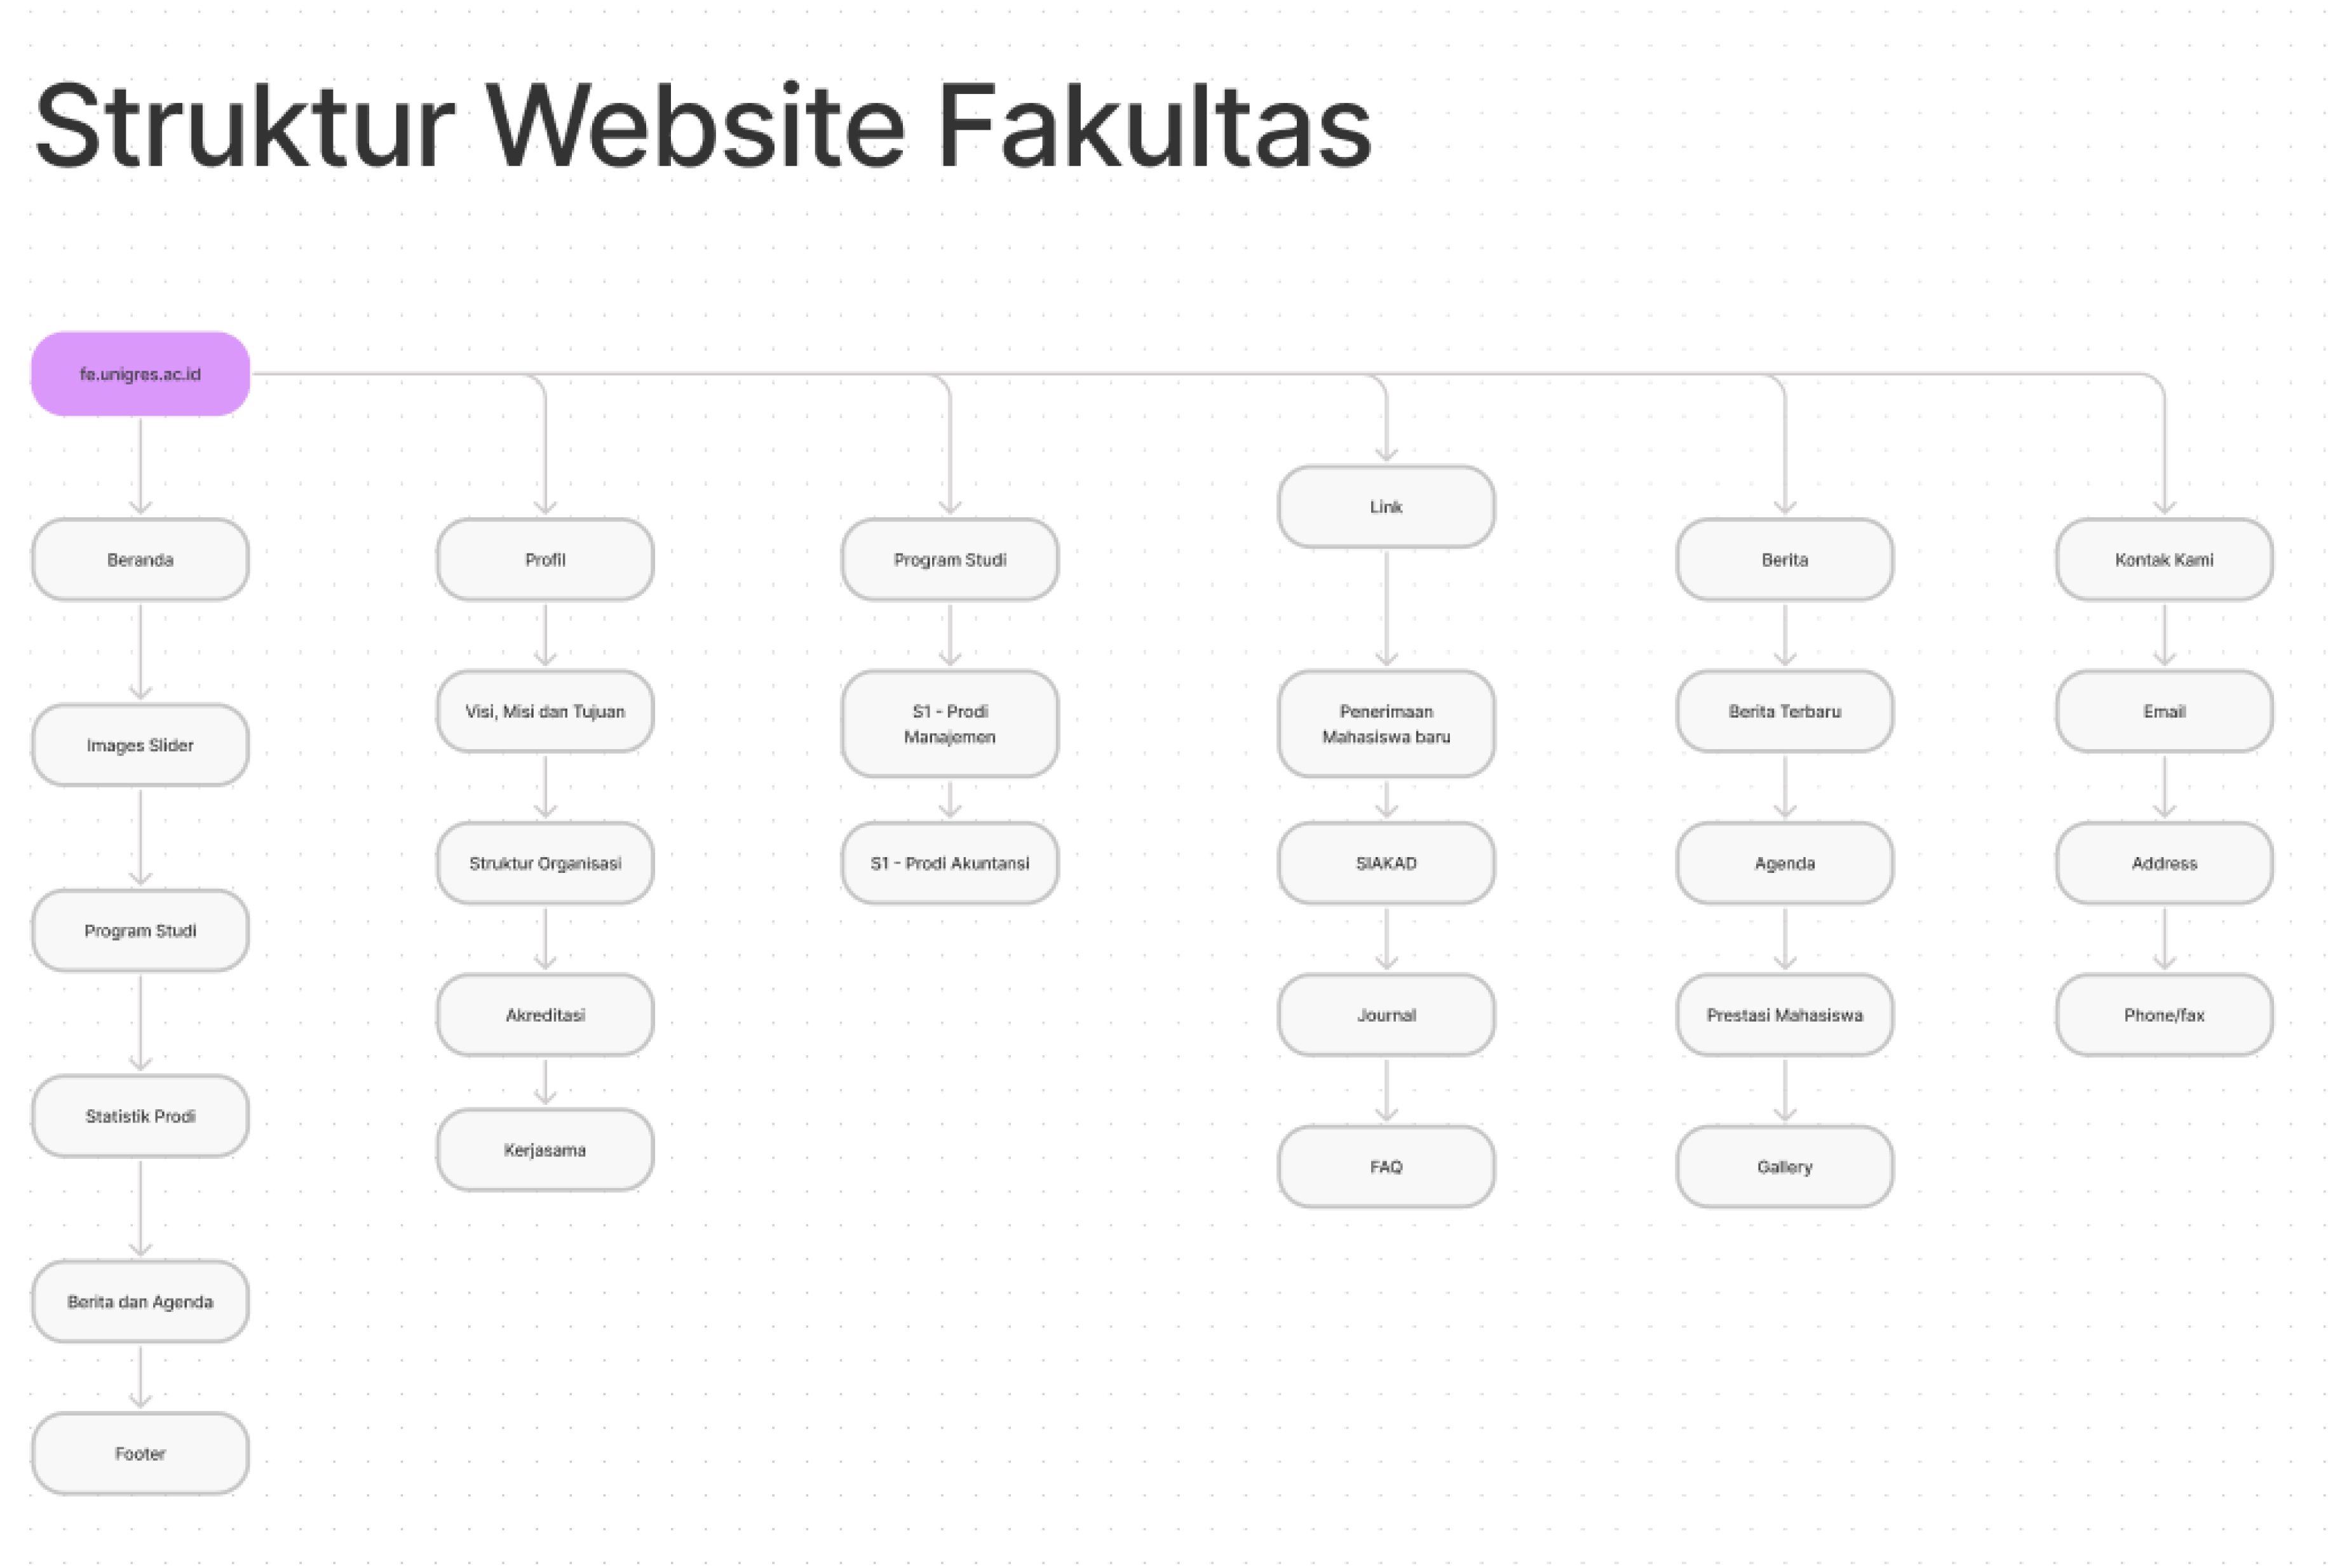 Struktur Website Fakultas
fe.unigres.ac.id
Beranda
Images Slider
Program Studi
Statistik Prodi
Berita dan Agenda
Footer
Profil
Visi, Misi dan Tujuan
Struktur Organisasi
Akreditasi
Kerjasama
Program Studi
S1 - Prodi
Manajemen
S1 - Prodi Akuntansi
Link
Penerimaan
Mahasiswa baru
SIAKAD
Journal
FAQ
Berita
Berita Terbaru
Agenda
Prestasi Mahasiswa
Gallery
Kontak Kami
Email
Address
Phone/fax